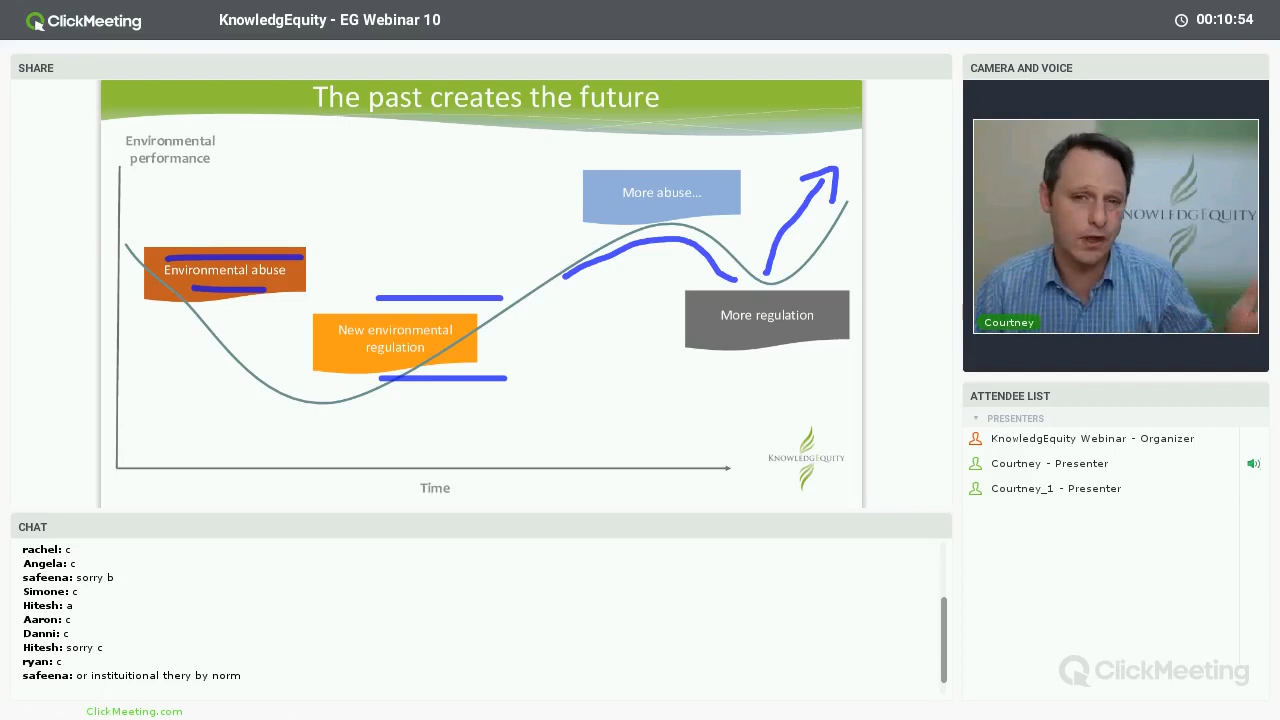 ClickMeeting
KnowledgEquity - EG Webinar 10
00:10:54
SHARE
The past creates the future
Environmental
performance
More abuse...
Environmental abuse
New environmental
regulation
More regulation
KNOWLEDGEQUITY
Time
CAMERA AND VOICE
KNOWLEDGEQUITY
Courtney
ATTENDEE LIST
PRESENTERS
KnowledgEquity Webinar - Organizer
Courtney - Presenter
Courtney_1 - Presenter
CHAT
rachel: c
Angela: c
safeena: sorry b
Simone: c
Hitesh: a
Aaron: c
Danni: c
Hitesh: sorry c
ryan: c
safeena: or instituitional thery by norm
ClickMeeting
ClickMeeting.com